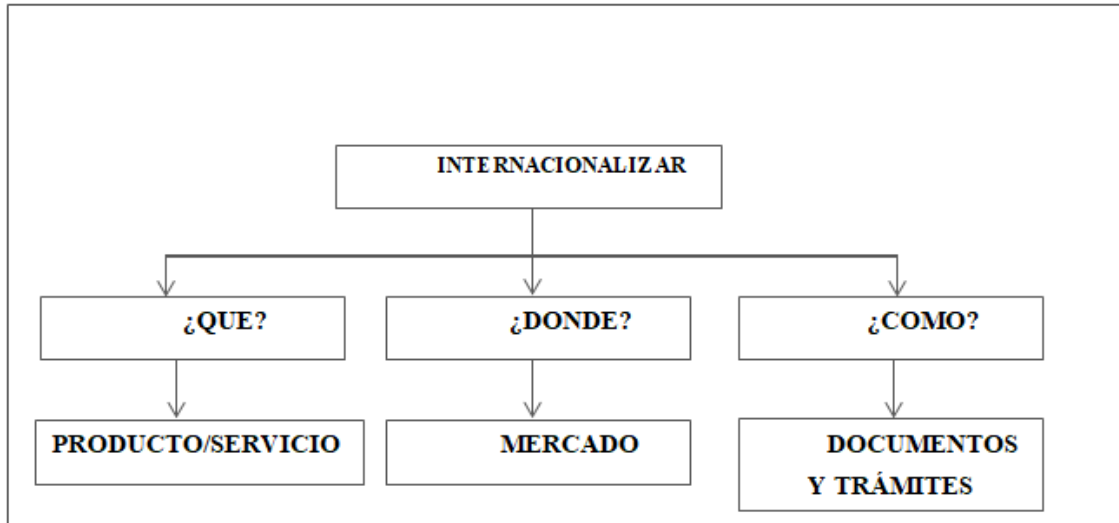 INTERNACIONALIZAR
¿QUE?
¿DONDE?
¿COMO?
PRODUCTO/SERVICIO
MERCADO
DOCUMENTOS
Y TRÁMITES